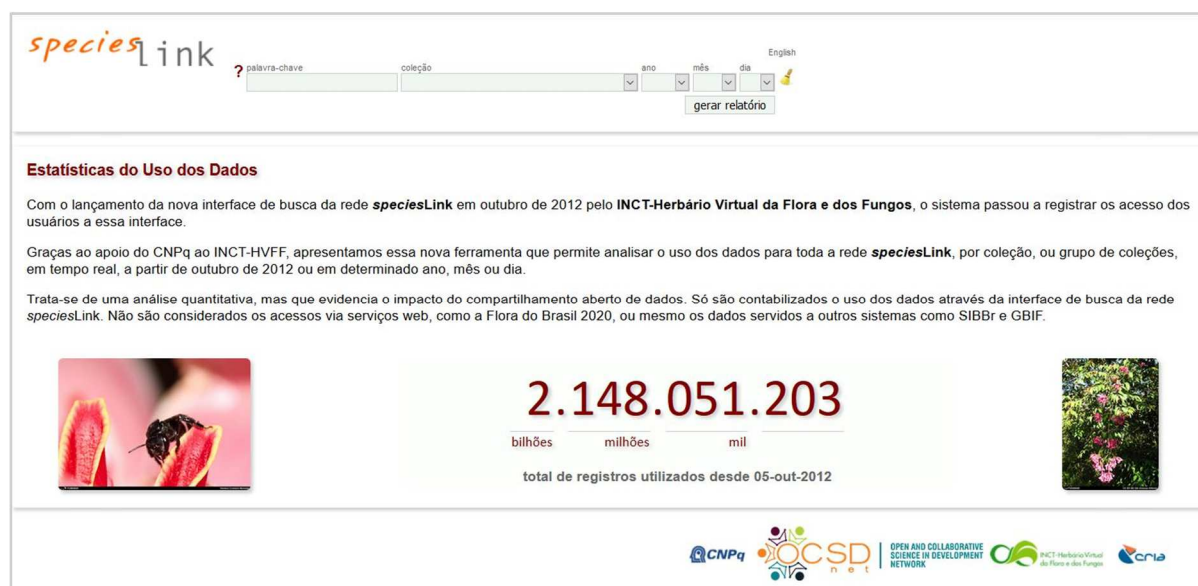 specieslink
English
? palavra-chave coleção ano mês dia
gerar relatório
Estatísticas do Uso dos Dados
Com o lançamento da nova interface de busca da rede speciesLink em outubro de 2012 pelo INCT-Herbário Virtual da Flora e dos Fungos, o sistema passou a registrar os acesso dos
usuários a essa interface.
Graças ao apoio do CNPq ao INCT-HVFF, apresentamos essa nova ferramenta que permite analisar o uso dos dados para toda a rede speciesLink, por coleção, ou grupo de coleções,
em tempo real, a partir de outubro de 2012 ou em determinado ano, mês ou dia.
Trata-se de uma análise quantitativa, mas que evidencia o impacto do compartilhamento aberto de dados. Só são contabilizados o uso dos dados através da interface de busca da rede
speciesLink. Não são considerados os acessos via serviços web, como a Flora do Brasil 2020, ou mesmo os dados servidos a outros sistemas como SIBBr e GBIF.
2.148.051.203
bilhões milhões mil
total de registros utilizados desde 05-out-2012
CNPq
OCSD
net
OPEN AND COLLABORATIVE
SCIENCE IN DEVELOPMENT
NETWORK
INCT-Herbário Virtual
da Flora e dos Fungos
cria